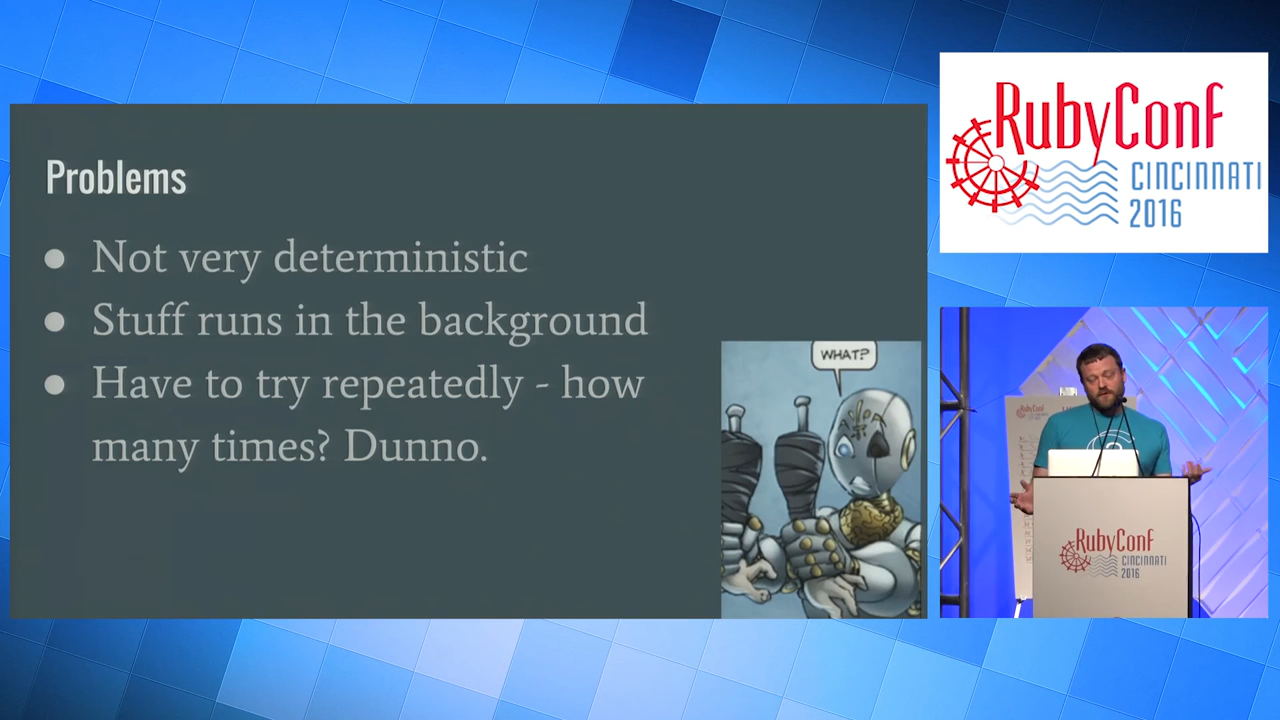 Problems
● Not very deterministic
● Stuff runs in the background
● Have to try repeatedly - how
many times? Dunno.
WHAT?
RubyConf
CINCINNATI
2016
RubyConf
RubyConf
CINCINNATI
2016